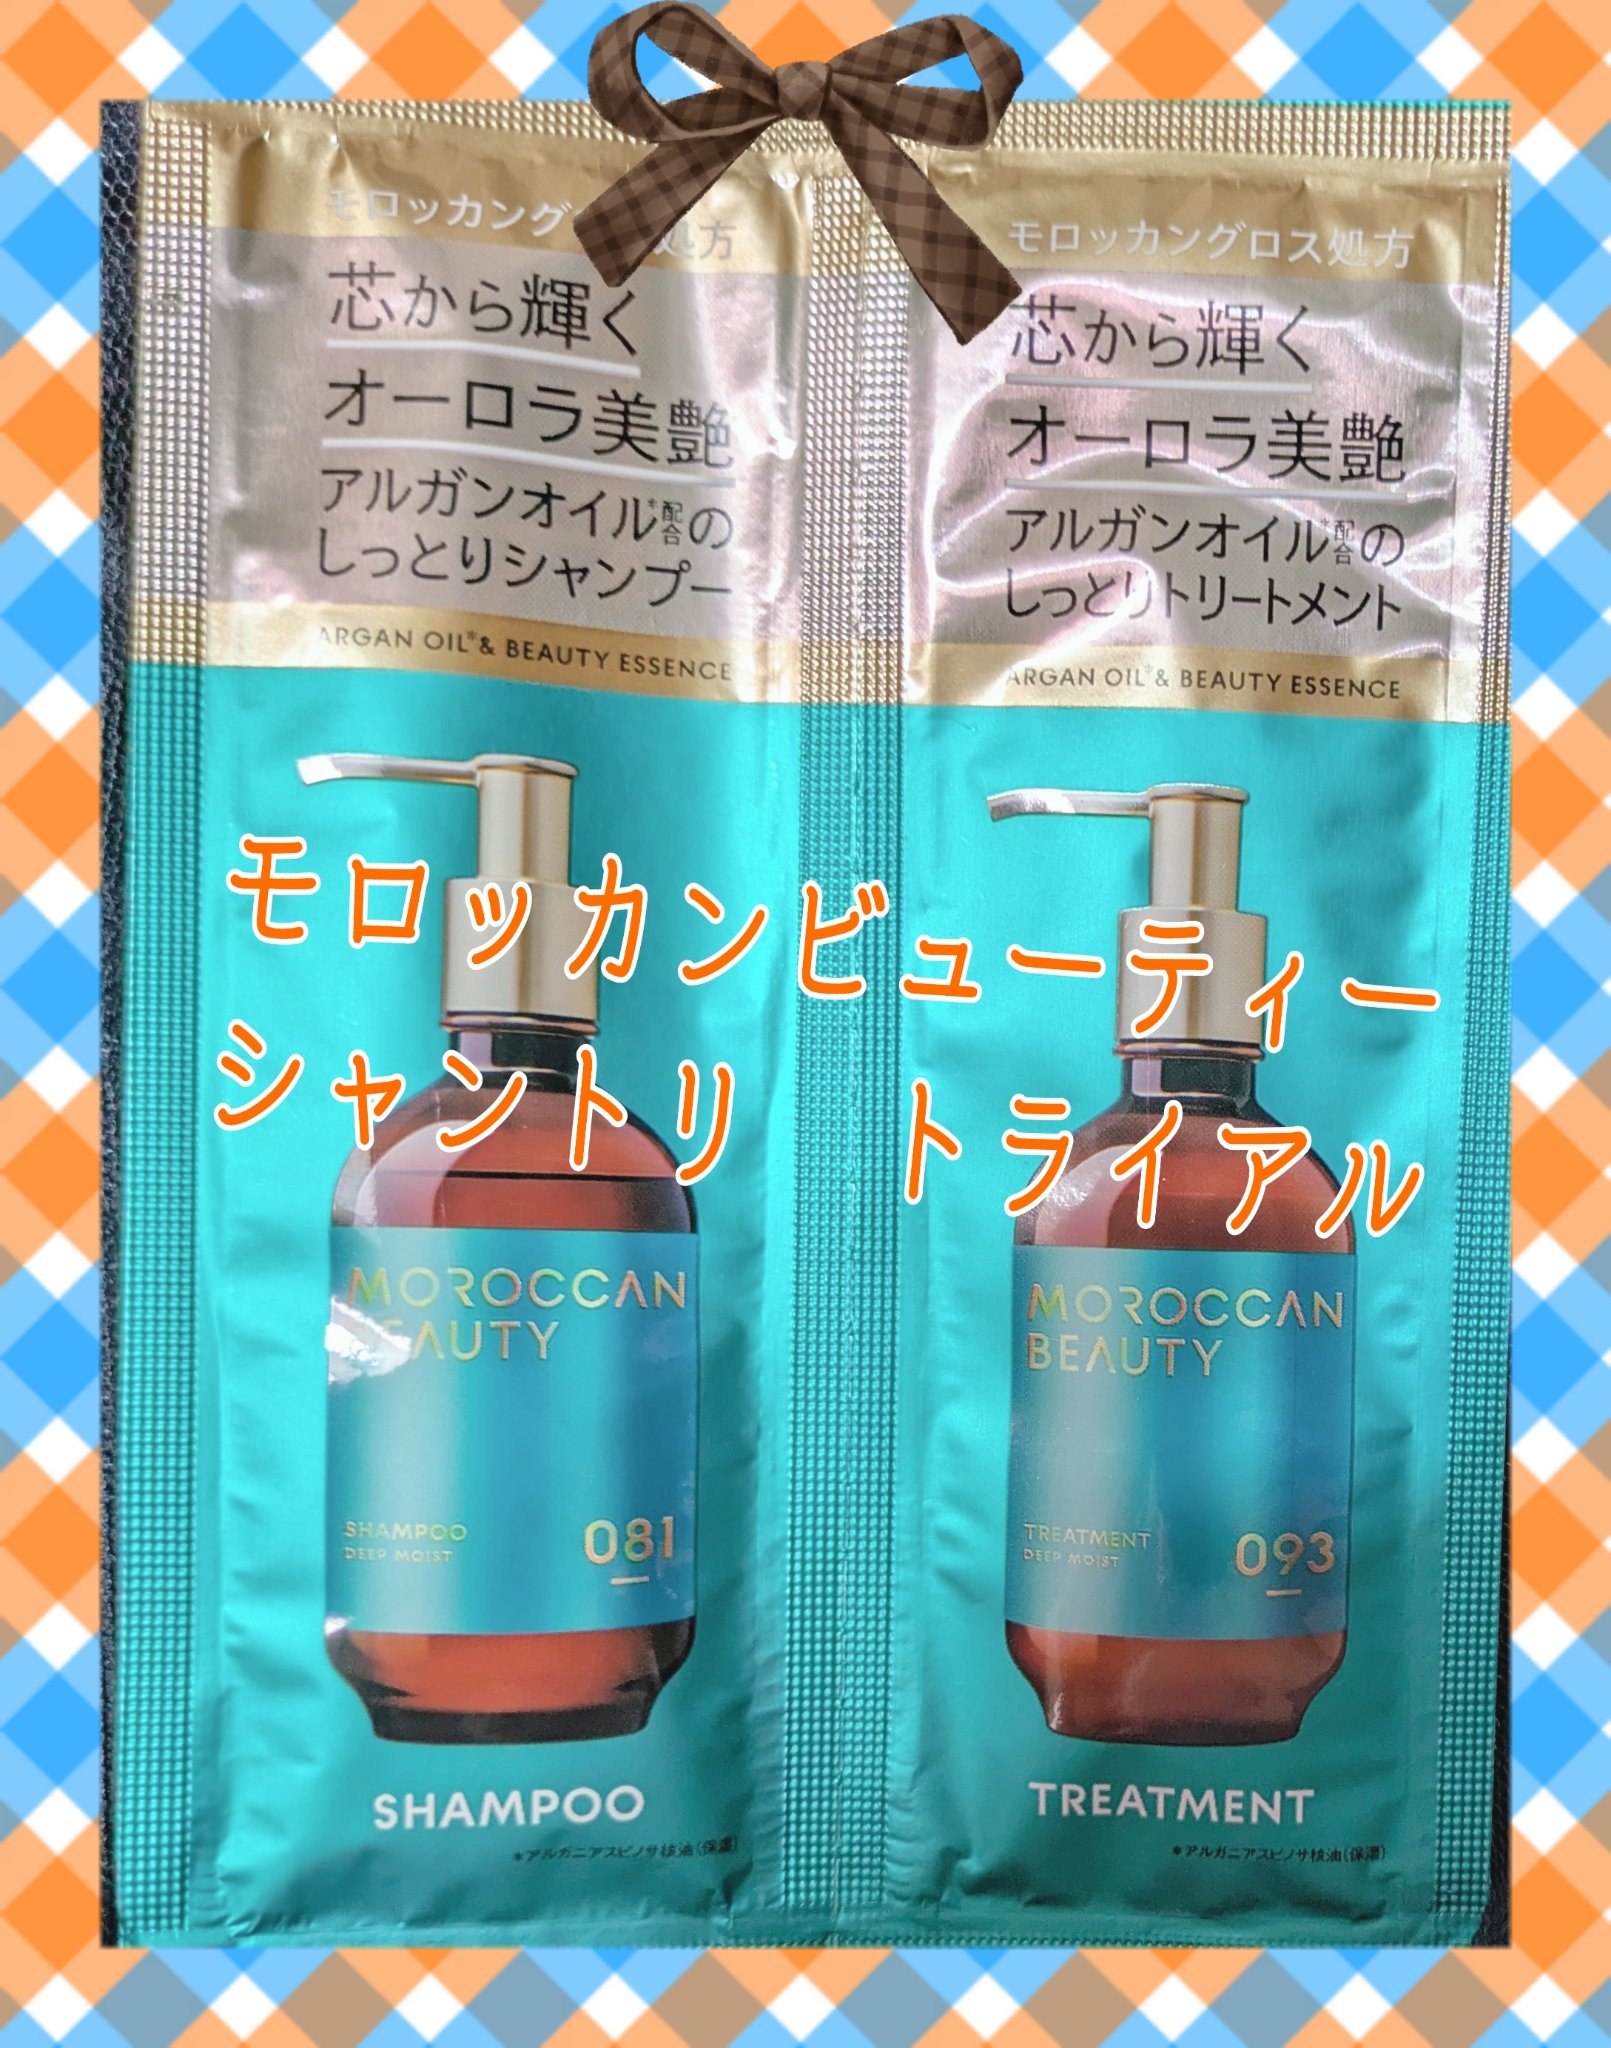 モロッカング
処方
芯から輝く
オーロラ美艶
アルガンオイル*配合の
しっとりシャンプー
ARGAN OIL*& BEAUTY ESSENCE
モロッカングロス処方
芯から輝く
オーロラ美艶
アルガンオイル*配合の
しっとりトリートメント
ARGAN OIL*& BEAUTY ESSENCE
モロッカンビューティー
シャントリ トライアル
MOROCCAN
BEAUTY
SHAMPOO
DEEP MOIST
081
SHAMPOO
*アルガニアスピノサ核油(保湿)
MOROCCAN
BEAUTY
TREATMENT
DEEP MOIST
093
TREATMENT
*アルガニアスピノサ核油(保湿)